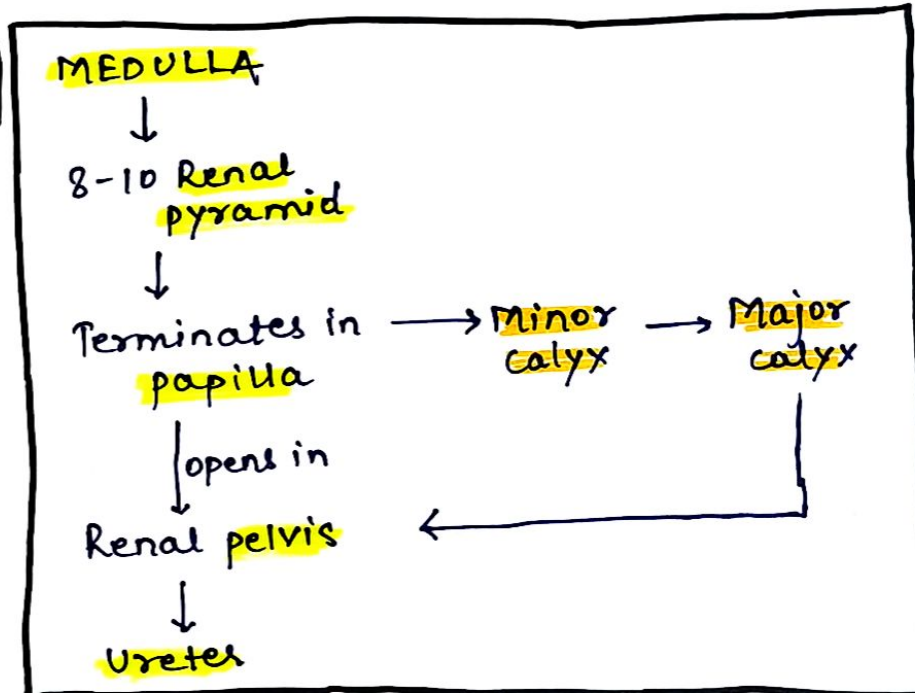 MEDULLA
8-10 Renal
pyramid
Terminates in
papilla
Minor
calyx
Major
calyx
opens in
Renal pelvis
Ureter